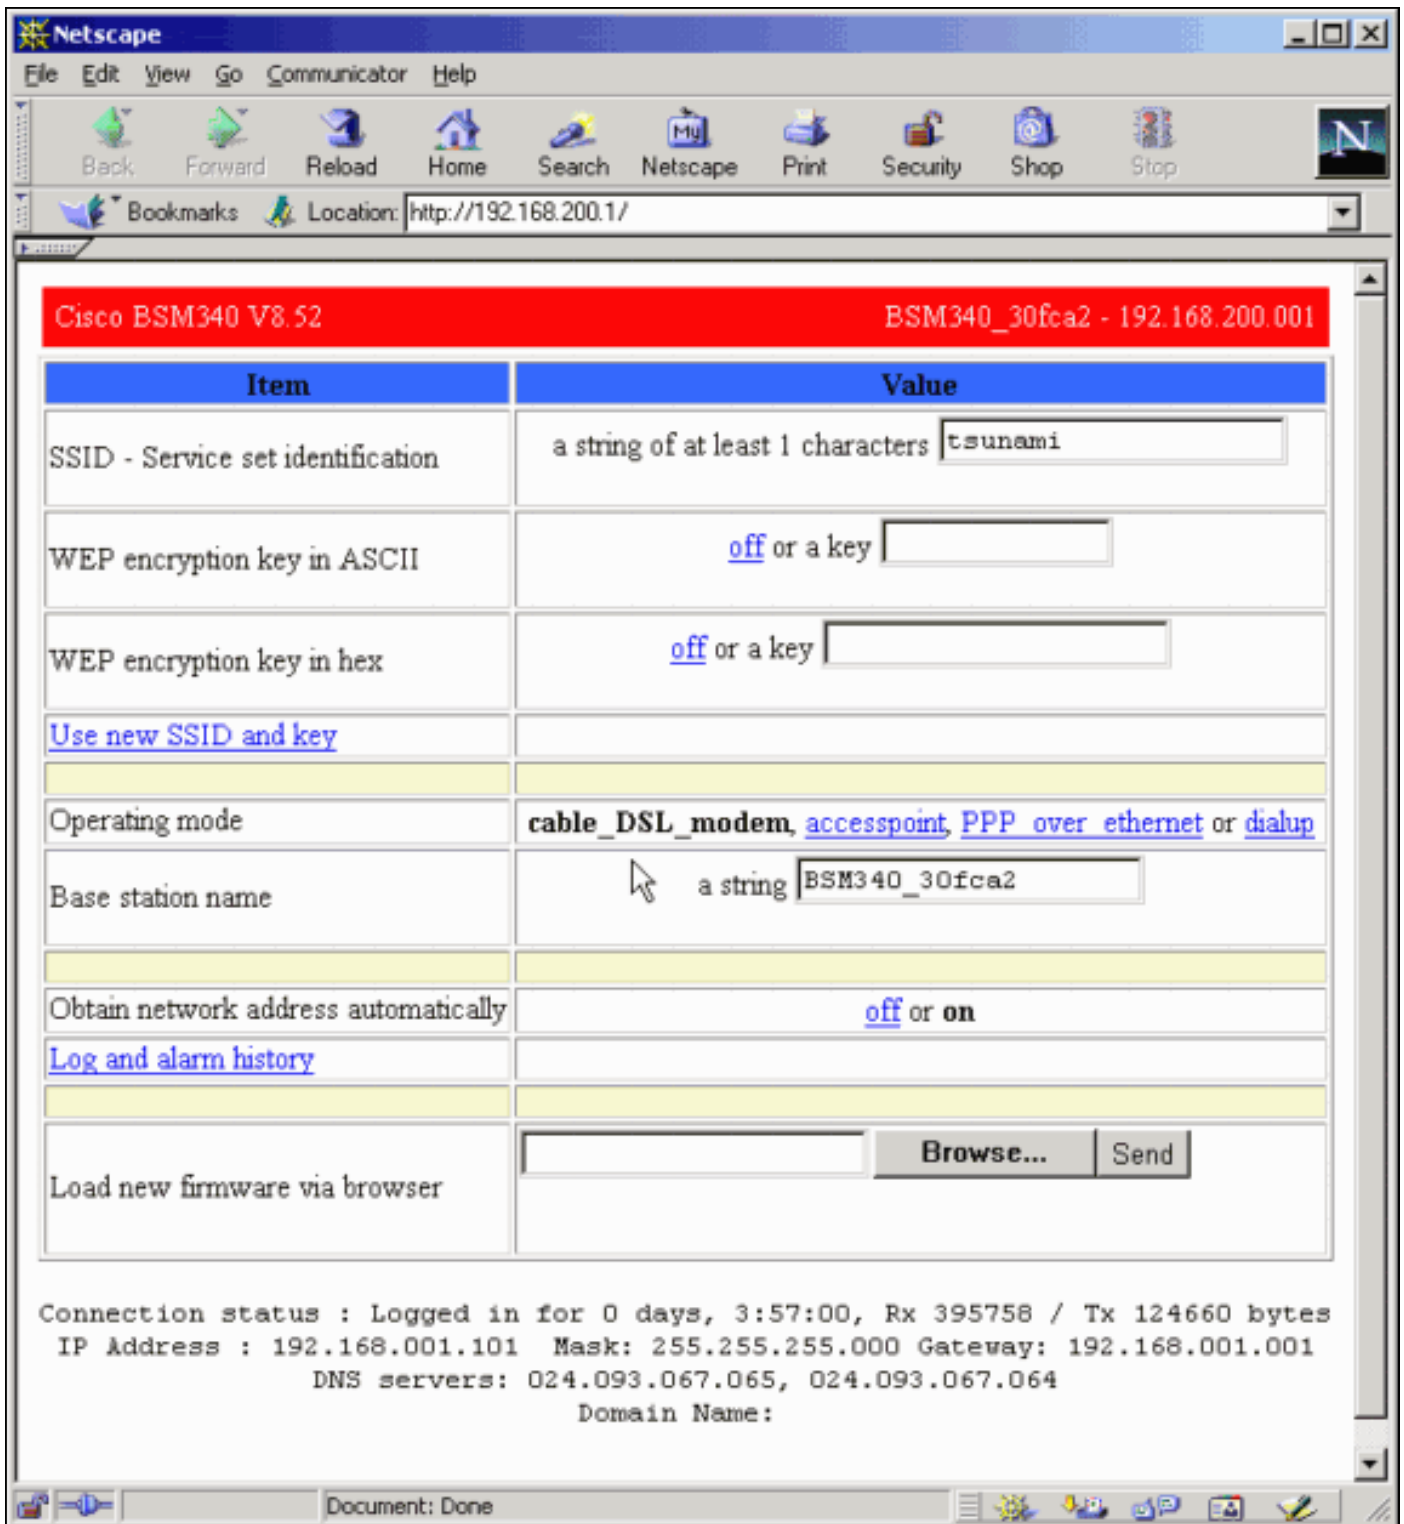 Netscape
File Edit View Go Communicator Help
My
N
Back Forward Reload Home Search Netscape Print Security Shop Stop
Bookmarks Location: http://192.168.200.1/
Cisco BSM340 V8.52 BSM340_30fca2 - 192.168.200.001
Item Value
SSID - Service set identification a string of at least 1 characters tsunami
WEP encryption key in ASCII off or a key
WEP encryption key in hex off or a key
Use new SSID and key
Operating mode cable_DSL_modem, accesspoint, PPP_over_ethernet or dialup
Base station name a string BSM340_30fca2
Obtain network address automatically off or on
Log and alarm history
Load new firmware via browser Browse... Send
Connection status : Logged in for 0 days, 3:57:00, Rx 395758 / Tx 124660 bytes
IP Address : 192.168.001.101 Mask: 255.255.255.000 Gateway: 192.168.001.001
DNS servers: 024.093.067.065, 024.093.067.064
Domain Name:
Document: Done